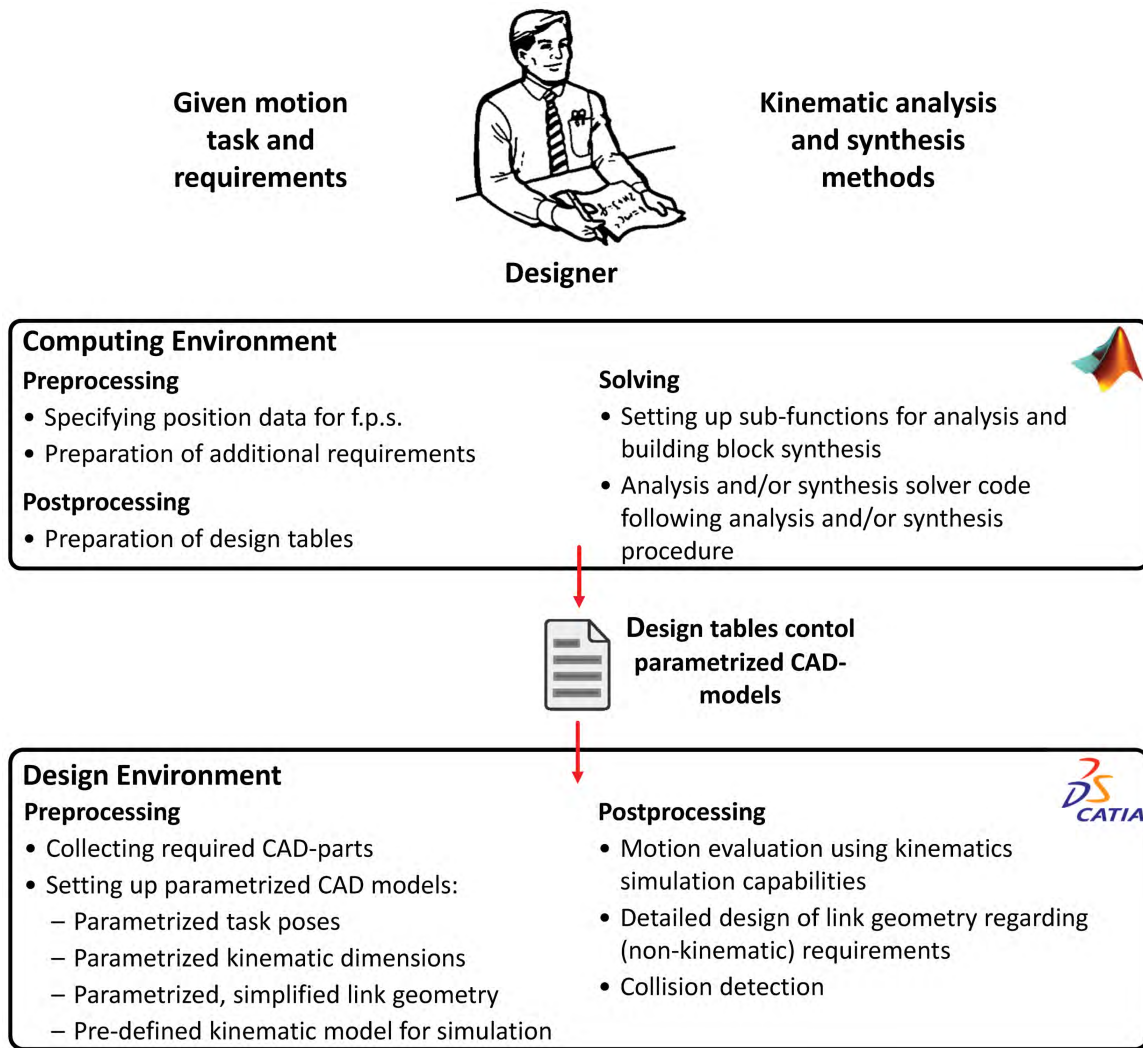 Given motion
task and
requirements
Kinematic analysis
and synthesis
methods
Designer
Computing Environment
Preprocessing
• Specifying position data for f.p.s.
• Preparation of additional requirements
Postprocessing
• Preparation of design tables
Solving
• Setting up sub-functions for analysis and
building block synthesis
• Analysis and/or synthesis solver code
following analysis and/or synthesis
procedure
Design tables contol
parametrized CAD-
models
Design Environment
Preprocessing
• Collecting required CAD-parts
• Setting up parametrized CAD models:
– Parametrized task poses
– Parametrized kinematic dimensions
– Parametrized, simplified link geometry
– Pre-defined kinematic model for simulation
DS
CATIA
Postprocessing
• Motion evaluation using kinematics
simulation capabilities
• Detailed design of link geometry regarding
(non-kinematic) requirements
• Collision detection